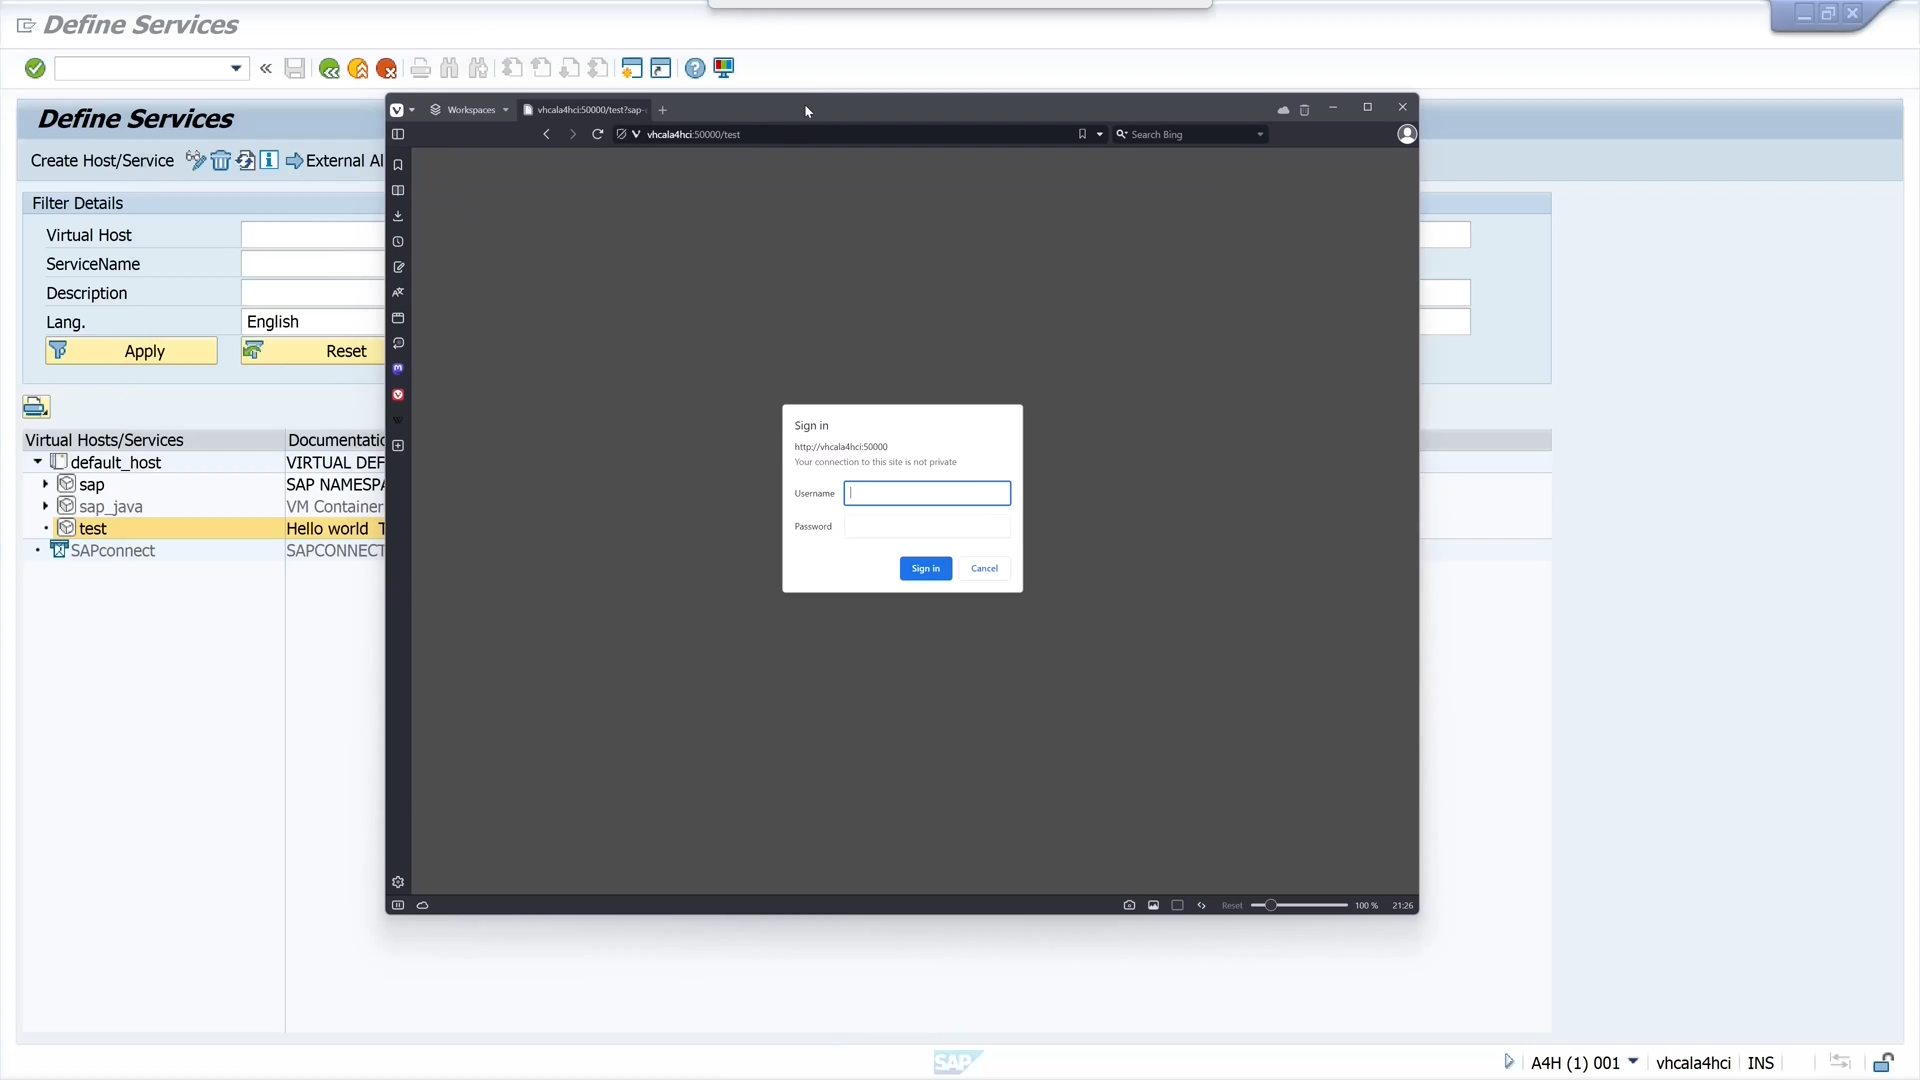 Define Services
Define Services
Create Host/Service
External Al
Filter Details
Virtual Host
ServiceName
Description
Lang.
English
Apply
Reset
Virtual Hosts/Services
Documentatic
default_host
VIRTUAL DEF
sap
SAP NAMESPA
sap_java
VM Container
test
Hello world T
SAPconnect
SAPCONNECT
Workspaces
vhcala4hci:50000/test?sap-
vhcala4hci:50000/test
Search Bing
Sign in
http://vhcala4hci:50000
Your connection to this site is not private
Username
Password
Sign in
Cancel
Reset
100 %
21:26
SAP
A4H (1) 001
vhcala4hci
INS